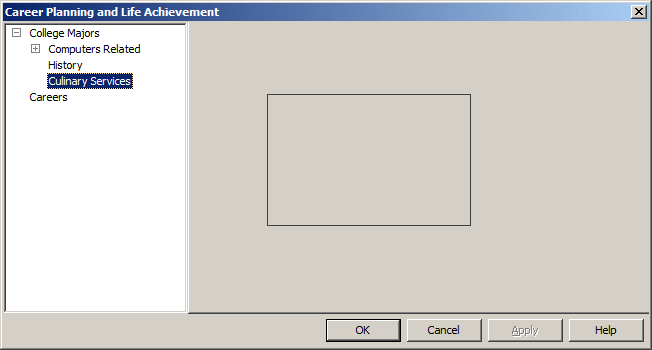 Career Planning and Life Achievement
College Majors
Computers Related
History
Culinary Services
Careers
OK
Cancel
Apply
Help